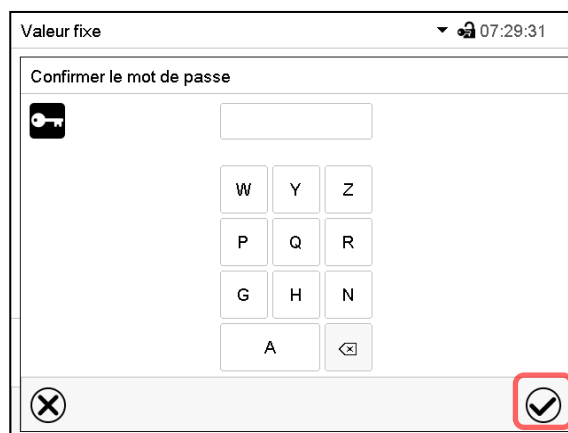 Valeur fixe 07:29:31
Confirmer le mot de passe
W Y Z
P Q R
G H N
A